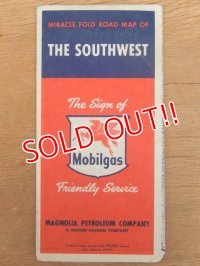 MIRACLE FOLD ROAD MAP OF
THE SOUTHWEST
The Sign of
SOLD OUT!!
Mobilgas
Friendly Service
MAGNOLIA PETROLEUM COMPANY
A SOCONY-VACUUM COMPANY